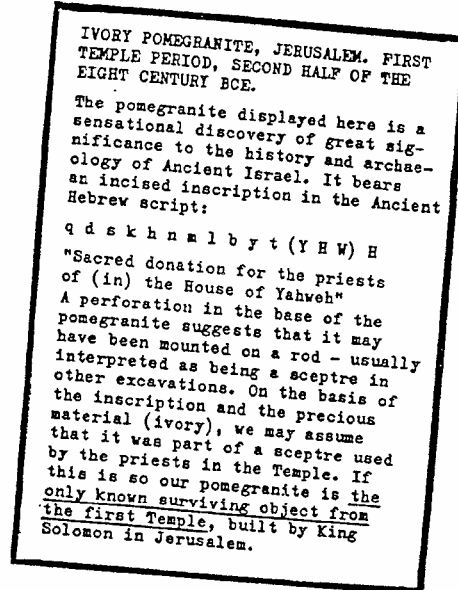 IVORY POMEGRANITE, JERUSALEM. FIRST
TEMPLE PERIOD, SECOND HALF OF THE
EIGHT CENTURY BCE.
The pomegranite displayed here is a
sensational discovery of great sig-
nificance to the history and archae-
ology of Ancient Israel. It bears
an incised inscription in the Ancient
Hebrew script:
q d s k h n m l b y t (Y H W) H
"Sacred donation for the priests
of (in) the House of Yahweh"
A perforation in the base of the
pomegranite suggests that it may
have been mounted on a rod - usually
interpreted as being a sceptre in
other excavations. On the basis of
the inscription and the precious
material (ivory), we may assume
that it was part of a sceptre used
by the priests in the Temple. If
this is so our pomegranite is the
only known surviving object from
the first Temple, built by King
Solomon in Jerusalem.